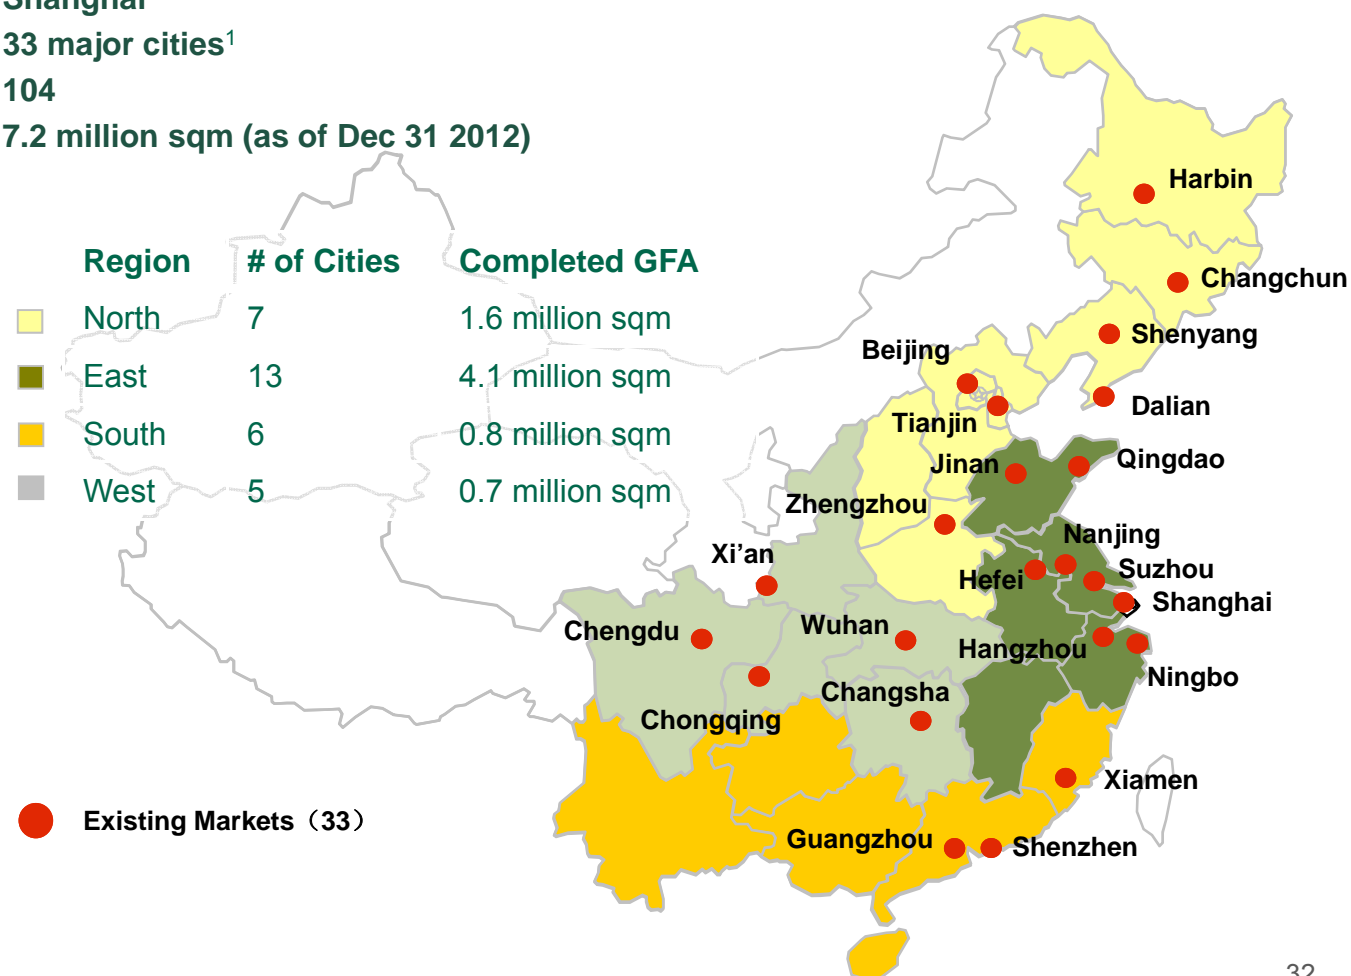 Shanghai
33 major cities1
104
7.2 million sqm (as of Dec 31 2012)
Region # of Cities Completed GFA
North 7 1.6 million sqm
East 13 4.1 million sqm
South 6 0.8 million sqm
West 5 0.7 million sqm
Harbin
Changchun
Shenyang
Beijing
Dalian
Tianjin
Jinan
Qingdao
Zhengzhou
Nanjing
Xi’an
Hefei
Suzhou
Shanghai
Chengdu
Wuhan
Hangzhou
Ningbo
Changsha
Chongqing
Xiamen
Guangzhou
Shenzhen
Existing Markets（33）
32